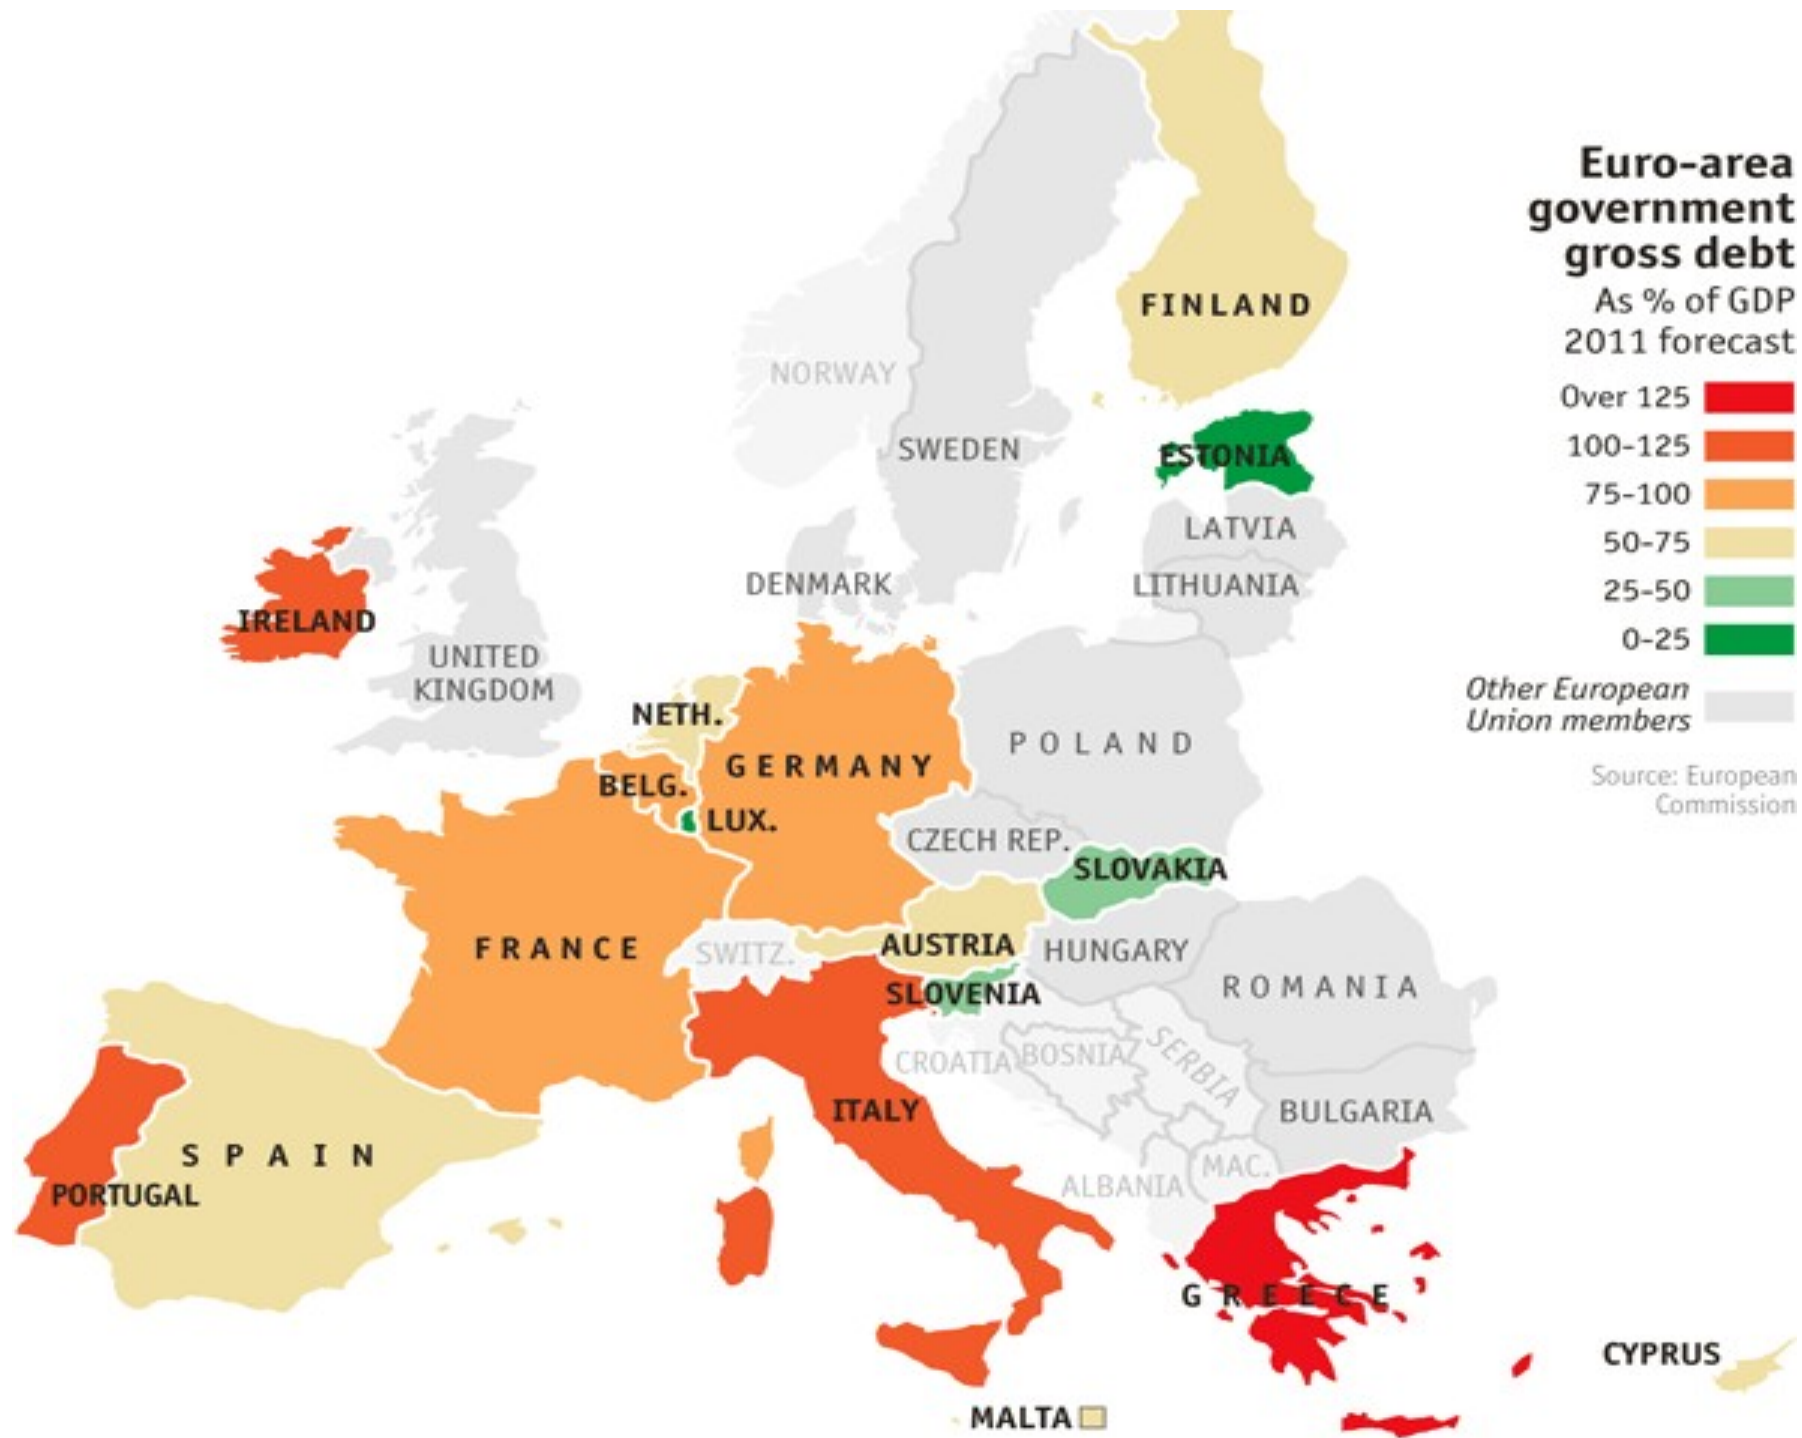 Euro-area
government
gross debt
As % of GDP
2011 forecast
Over 125
100-125
75-100
50-75
25-50
0-25
Other European
Union members
Source: European
Commission
FINLAND
NORWAY
SWEDEN
ESTONIA
LATVIA
DENMARK
LITHUANIA
IRELAND
UNITED
KINGDOM
NETH.
POLAND
GERMANY
BELG.
LUX.
CZECH REP.
SLOVAKIA
FRANCE
SWITZ.
AUSTRIA
HUNGARY
SLOVENIA
ROMANIA
CROATIA
BOSNIA
SERBIA
ITALY
BULGARIA
SPAIN
PORTUGAL
ALBANIA
MAC.
GREECE
CYPRUS
MALTA